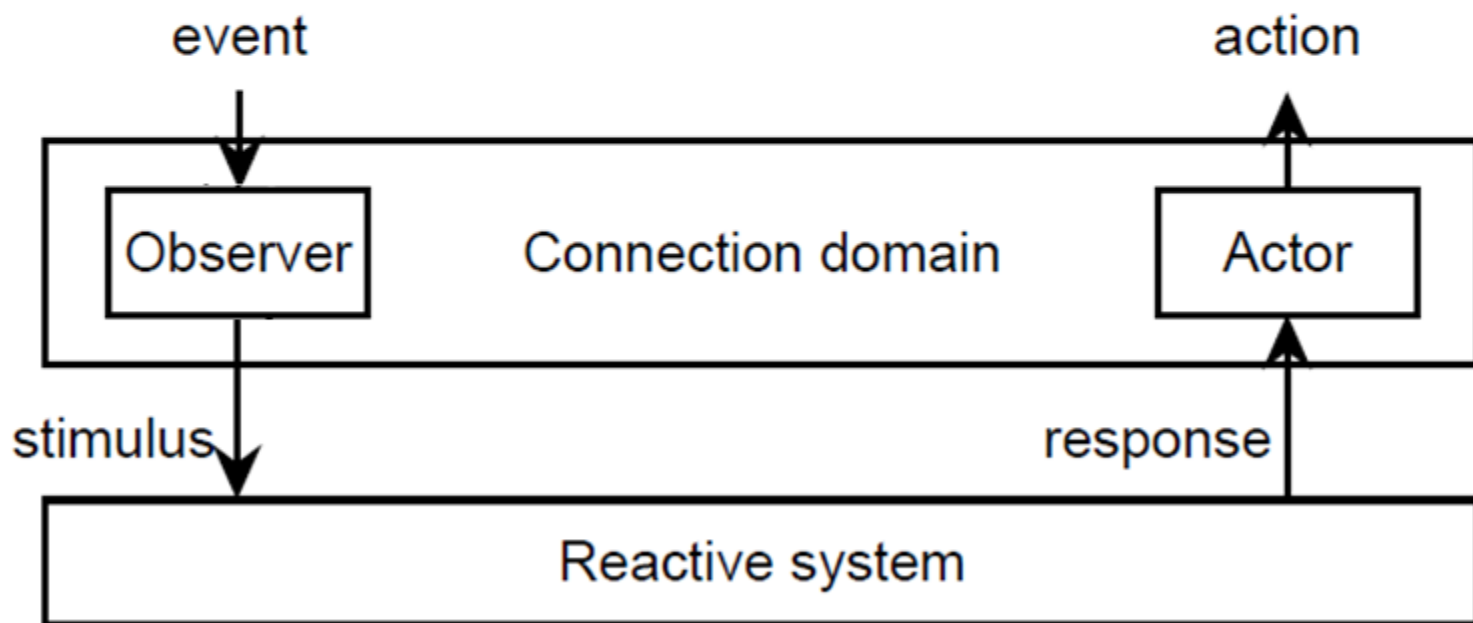 event
action
Observer
Connection domain
Actor
stimulus
response
Reactive system